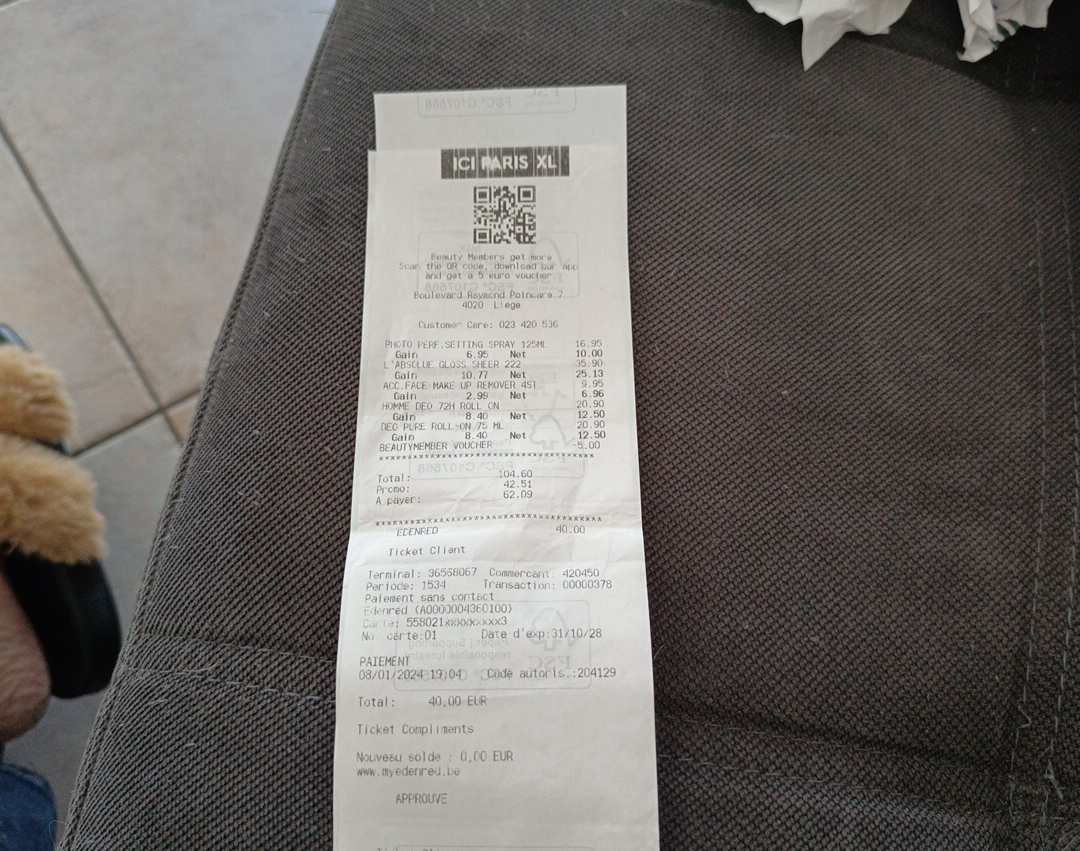 ICI PARIS XL
Beauty Members get more
Scan the QR code, download our app
and get a 5 euro voucher
Boulevard Raymond Poincare 7
4020 Liege
Customer Care: 023 420 536
PHOTO PERF.SETTING SPRAY 125ML 16.95
Gain 6.95 Net 10.00
L'ABSOLUE GLOSS SHEER 222 35.90
Gain 10.77 Net 25.13
ACC.FACE MAKE UP REMOVER 4ST 9.95
Gain 2.99 Net 6.96
HOMME DEO 72H ROLL ON 20.90
Gain 8.40 Net 12.50
DEO PURE ROLL-ON 75 ML 20.90
Gain 8.40 Net 12.50
BEAUTYMEMBER VOUCHER -5.00
Total: 104.60
Promo: 42.51
A payer: 62.09
EDENRED 40.00
Ticket Client
Terminal: 36568067 Commercant: 420450
Periode: 1534 Transaction: 00000378
Paiement sans contact
Edenred (A0000004360100)
Carte: 558021xxxxxxxxx3
No. carte:01 Date d'exp:31/10/28
PAIEMENT
08/01/2024 19:04 Code autoris.:204129
Total: 40,00 EUR
Ticket Compliments
Nouveau solde : 0,00 EUR
www.myedenred.be
APPROUVE